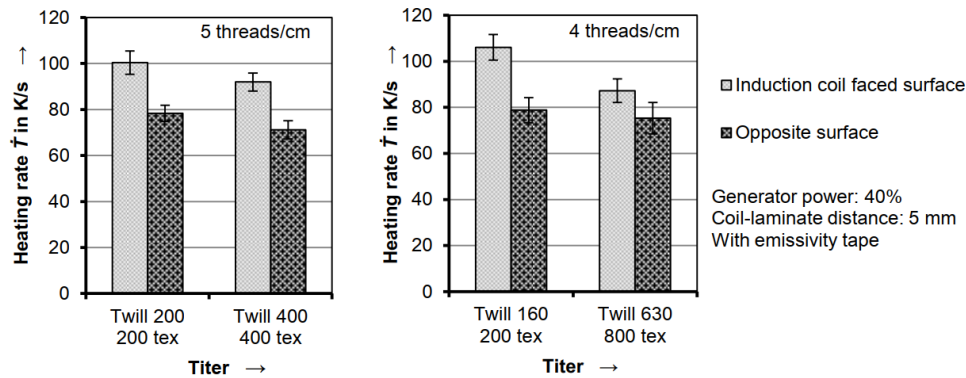 120
100
80
60
40
20
0
Heating rate Ṫ in K/s →
5 threads/cm
Twill 200
200 tex
Twill 400
400 tex
Titer →
120
100
80
60
40
20
0
Heating rate Ṫ in K/s →
4 threads/cm
Twill 160
200 tex
Twill 630
800 tex
Titer →
Induction coil faced surface
Opposite surface
Generator power: 40%
Coil-laminate distance: 5 mm
With emissivity tape